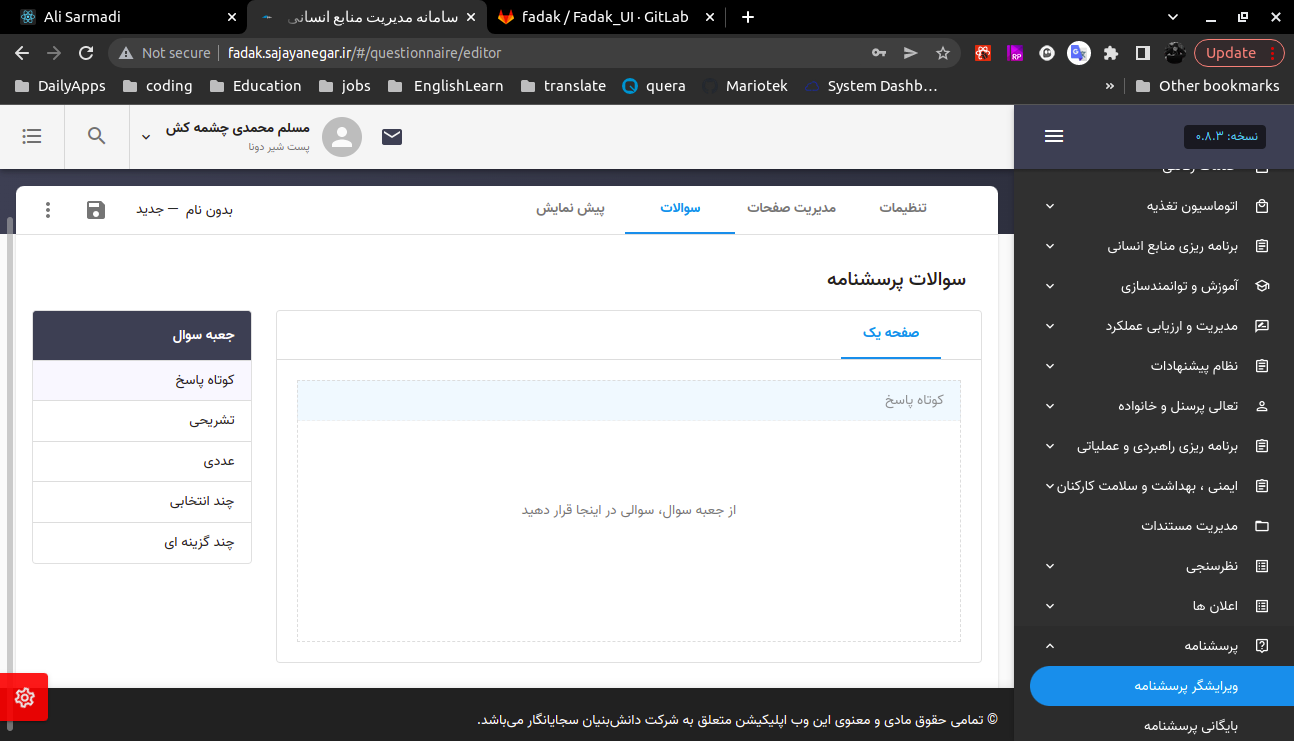 Ali Sarmadi
سامانه مدیریت منابع انسانی
fadak / Fadak_UI · GitLab
Not secure
fadak.sajayanegar.ir/#/questionnaire/editor
Update
DailyApps
coding
Education
jobs
EnglishLearn
translate
quera
Mariotek
System Dashb…
»
Other bookmarks
نسخه: ۰.۸.۳
مسلم محمدی چشمه کش
پست شیر دونا
تنظیمات
مدیریت صفحات
سوالات
پیش نمایش
بدون نام — جدید
سوالات پرسشنامه
صفحه یک
کوتاه پاسخ
از جعبه سوال، سوالی در اینجا قرار دهید
جعبه سوال
کوتاه پاسخ
تشریحی
عددی
چند انتخابی
چند گزینه ای
اتوماسیون تغذیه
برنامه ریزی منابع انسانی
آموزش و توانمندسازی
مدیریت و ارزیابی عملکرد
نظام پیشنهادات
تعالی پرسنل و خانواده
برنامه ریزی راهبردی و عملیاتی
ایمنی ، بهداشت و سلامت کارکنان
مدیریت مستندات
نظرسنجی
اعلان ها
پرسشنامه
ویرایشگر پرسشنامه
بایگانی پرسشنامه
© تمامی حقوق مادی و معنوی این وب اپلیکیشن متعلق به شرکت دانش‌بنیان سجایانگار می‌باشد.